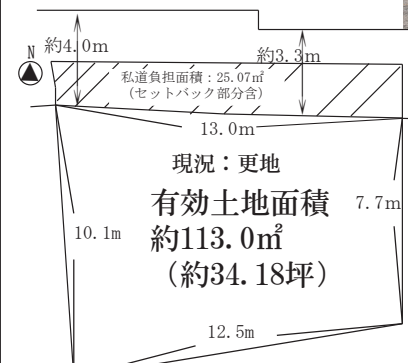 N
約4.0m
約3.3m
私道負担面積：25.07㎡
（セットバック部分含）
13.0m
現況：更地
有効土地面積
7.7m
10.1m
約113.0㎡
（約34.18坪）
12.5m